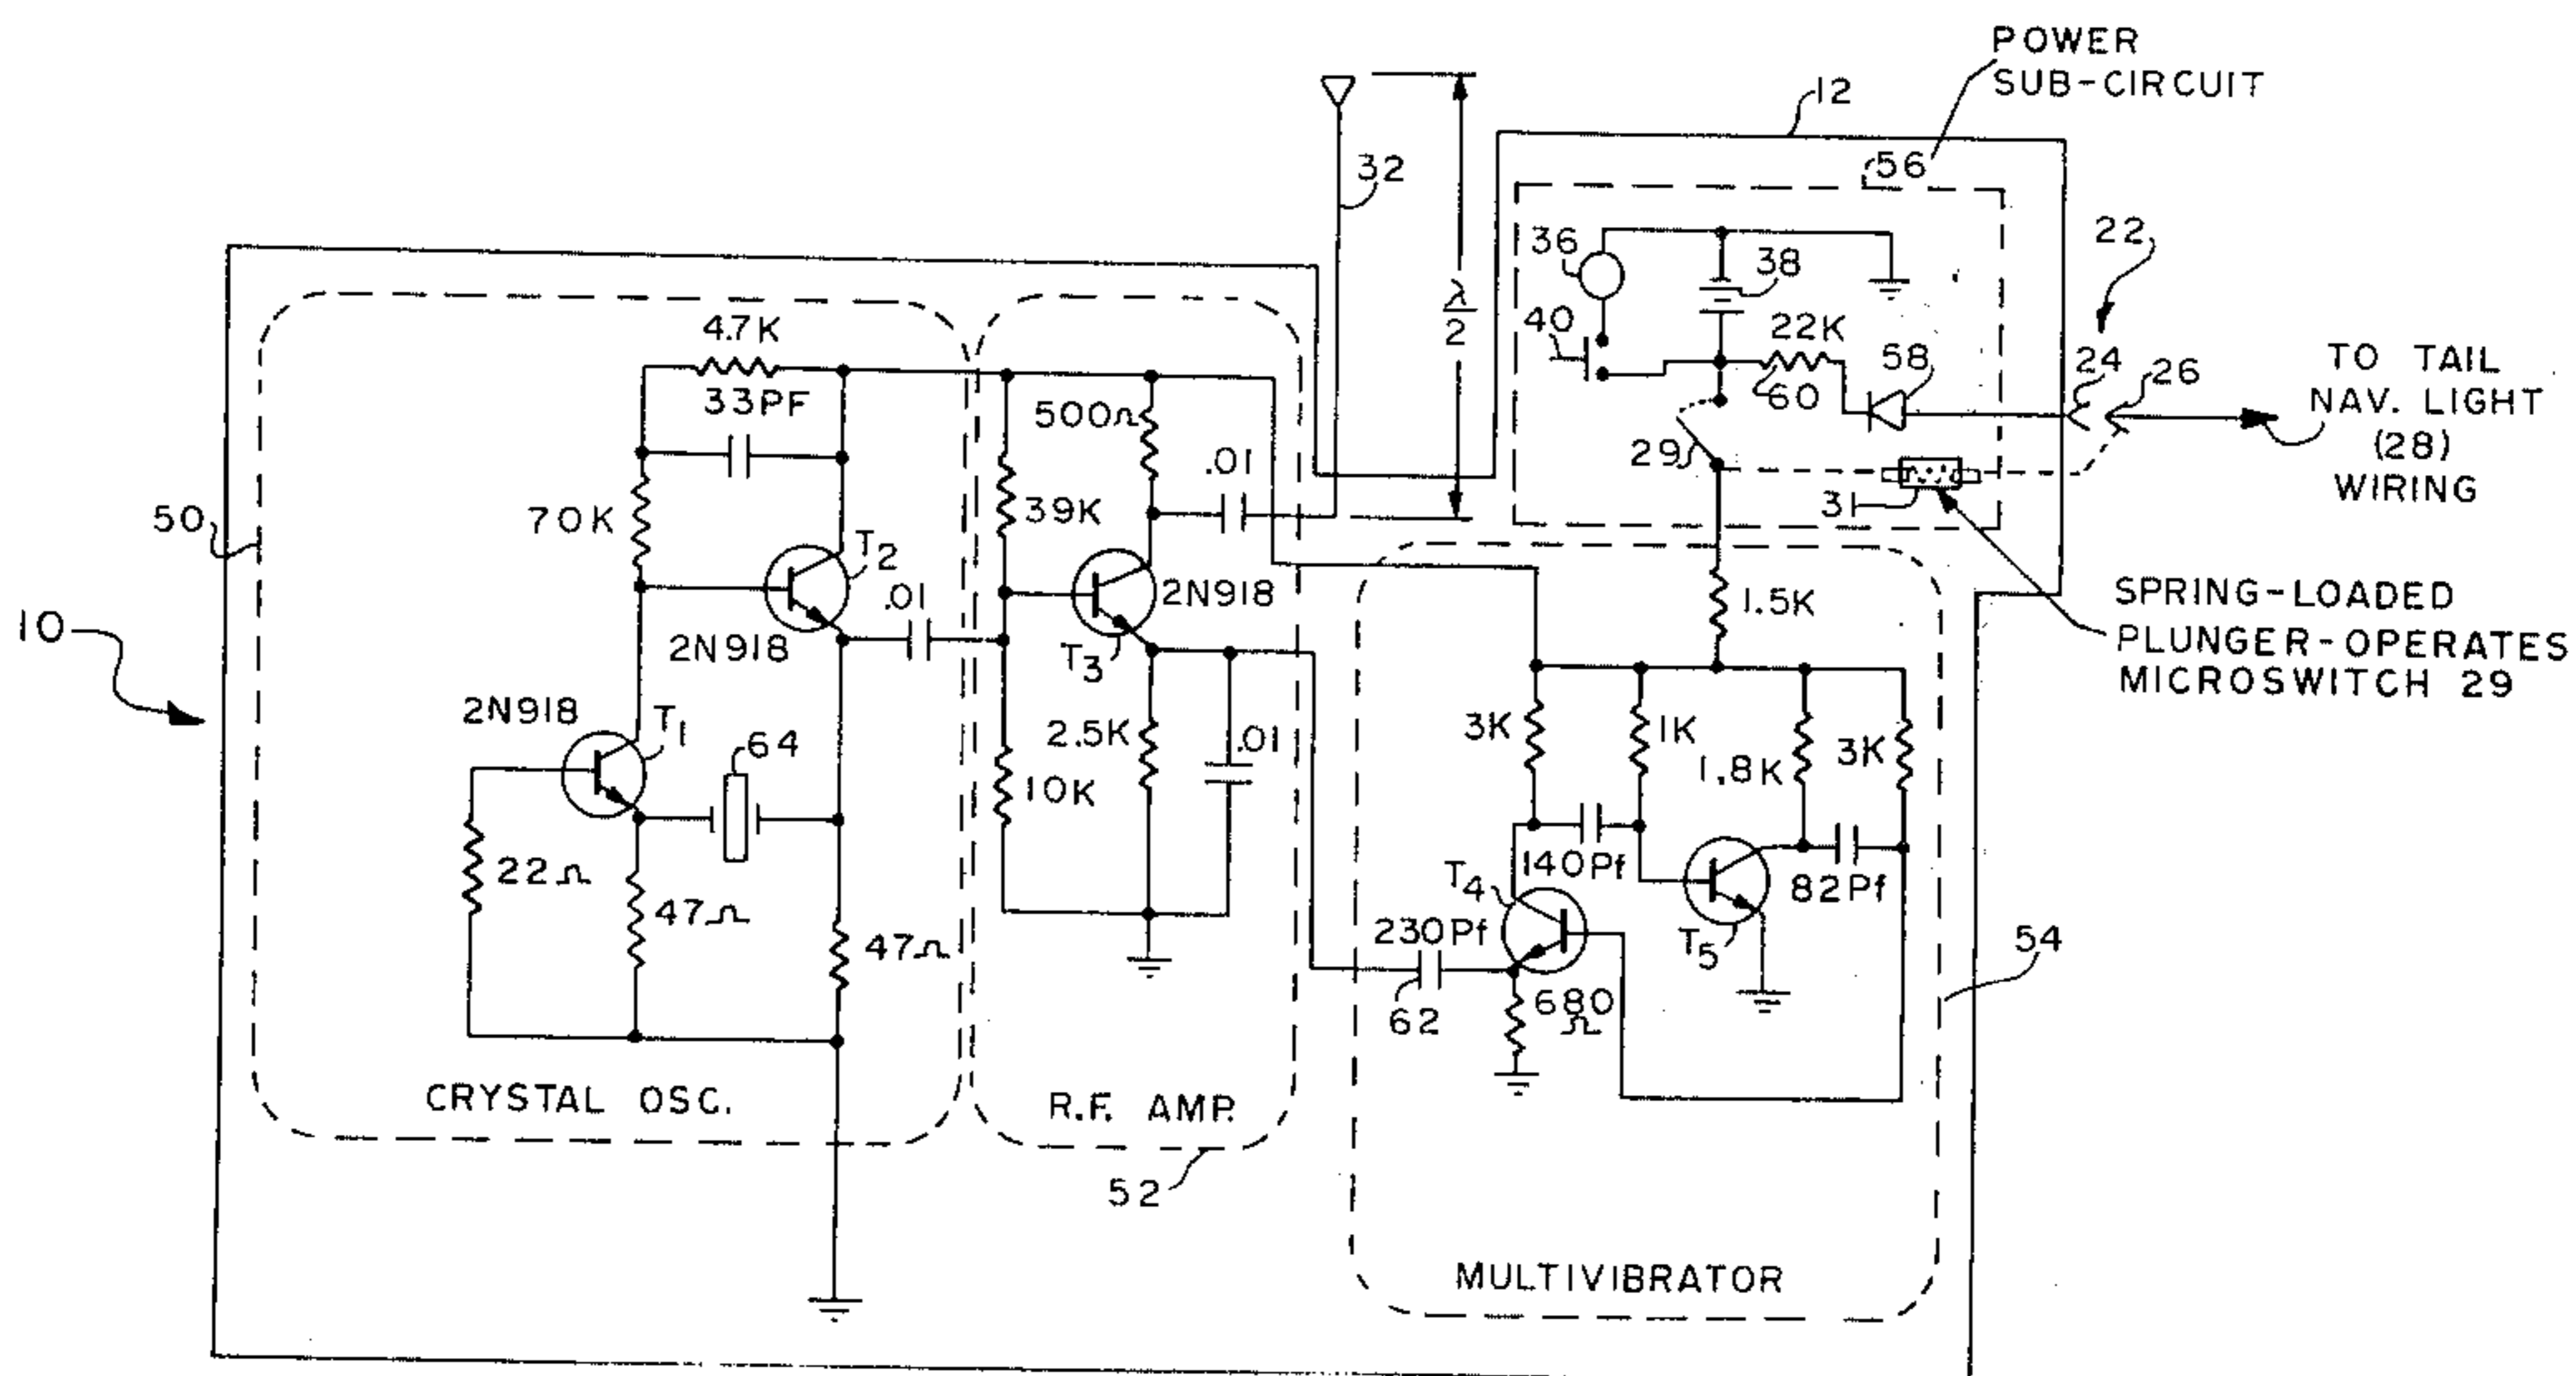 POWER
SUB-CIRCUIT
12
56
32
22
36
38
λ
2
40
22K
58
24
26
TO TAIL
NAV. LIGHT
(28)
WIRING
60
4.7K
33PF
500Ω
.01
29
31
50
70K
39K
T2
.01
2N918
2N918
T3
1.5K
SPRING-LOADED
PLUNGER-OPERATES
MICROSWITCH 29
10
2N918
T1
64
2.5K
.01
10K
3K
1K
1.8K
3K
22Ω
47Ω
47Ω
140Pf
T4
82Pf
230Pf
T5
54
62
680
Ω
CRYSTAL OSC.
R.F. AMP.
52
MULTIVIBRATOR